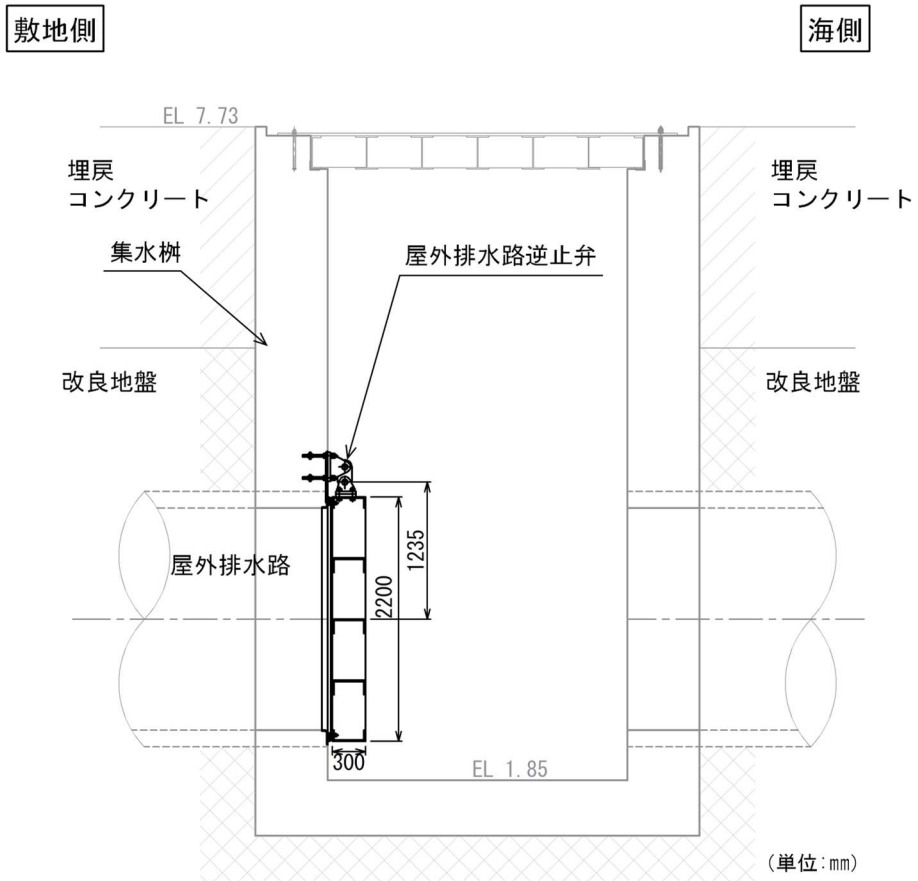 敷地側
海側
EL 7.73
埋戻
コンクリート
埋戻
コンクリート
集水桝
屋外排水路逆止弁
改良地盤
改良地盤
屋外排水路
1235
2200
300
EL 1.85
(単位:mm)